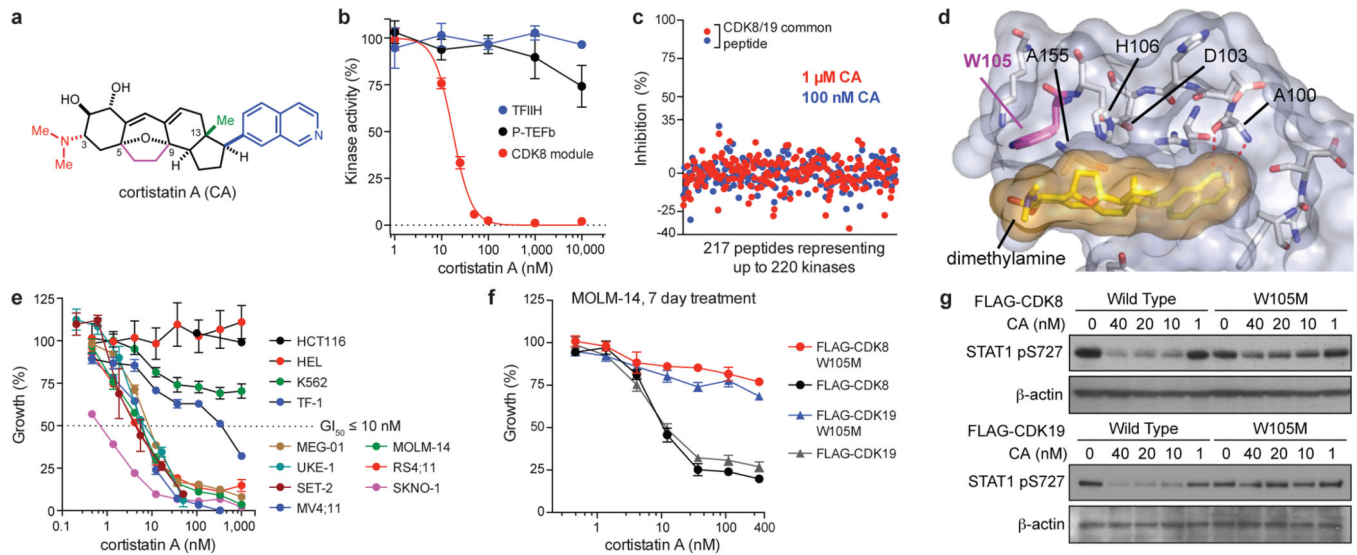 a
HO
OH
Me
N
Me
3
5
O
9
13
Me
H
H
N
cortistatin A (CA)
b
Kinase activity (%)
100
75
50
25
0
TFIIH
P-TEFb
CDK8 module
1
10
100
1,000
10,000
cortistatin A (nM)
c
CDK8/19 common
peptide
1 µM CA
100 nM CA
Inhibition (%)
100
75
50
25
0
-25
-40
217 peptides representing
up to 220 kinases
d
W105
A155
H106
D103
A100
dimethylamine
e
Growth (%)
125
100
75
50
25
0
HCT116
HEL
K562
TF-1
GI50 ≤ 10 nM
MEG-01
MOLM-14
UKE-1
RS4;11
SET-2
SKNO-1
MV4;11
0.1
1
10
100
1,000
cortistatin A (nM)
f
MOLM-14, 7 day treatment
Growth (%)
125
100
75
50
25
0
FLAG-CDK8
W105M
FLAG-CDK8
FLAG-CDK19
W105M
FLAG-CDK19
1
10
100
400
cortistatin A (nM)
g
FLAG-CDK8
Wild Type
W105M
CA (nM)
0 40 20 10 1 0 40 20 10 1
STAT1 pS727
β-actin
FLAG-CDK19
Wild Type
W105M
CA (nM)
0 40 20 10 1 0 40 20 10 1
STAT1 pS727
β-actin